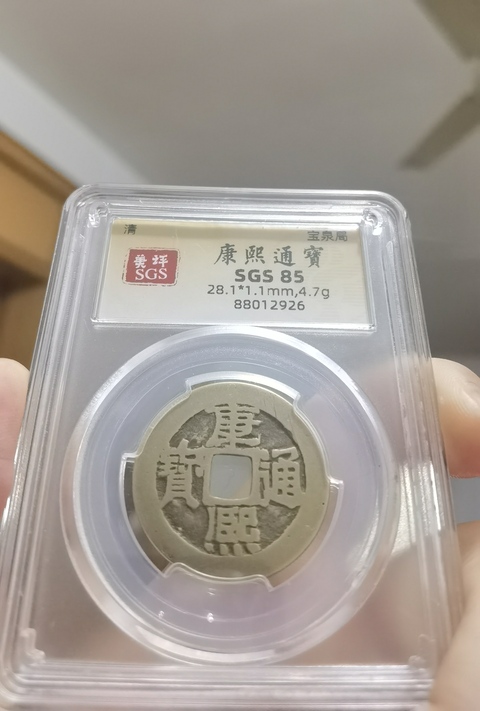 清
宝泉局
美坪
SGS
康熙通寶
SGS 85
28.1*1.1mm,4.7g
88012926
康熙通寶